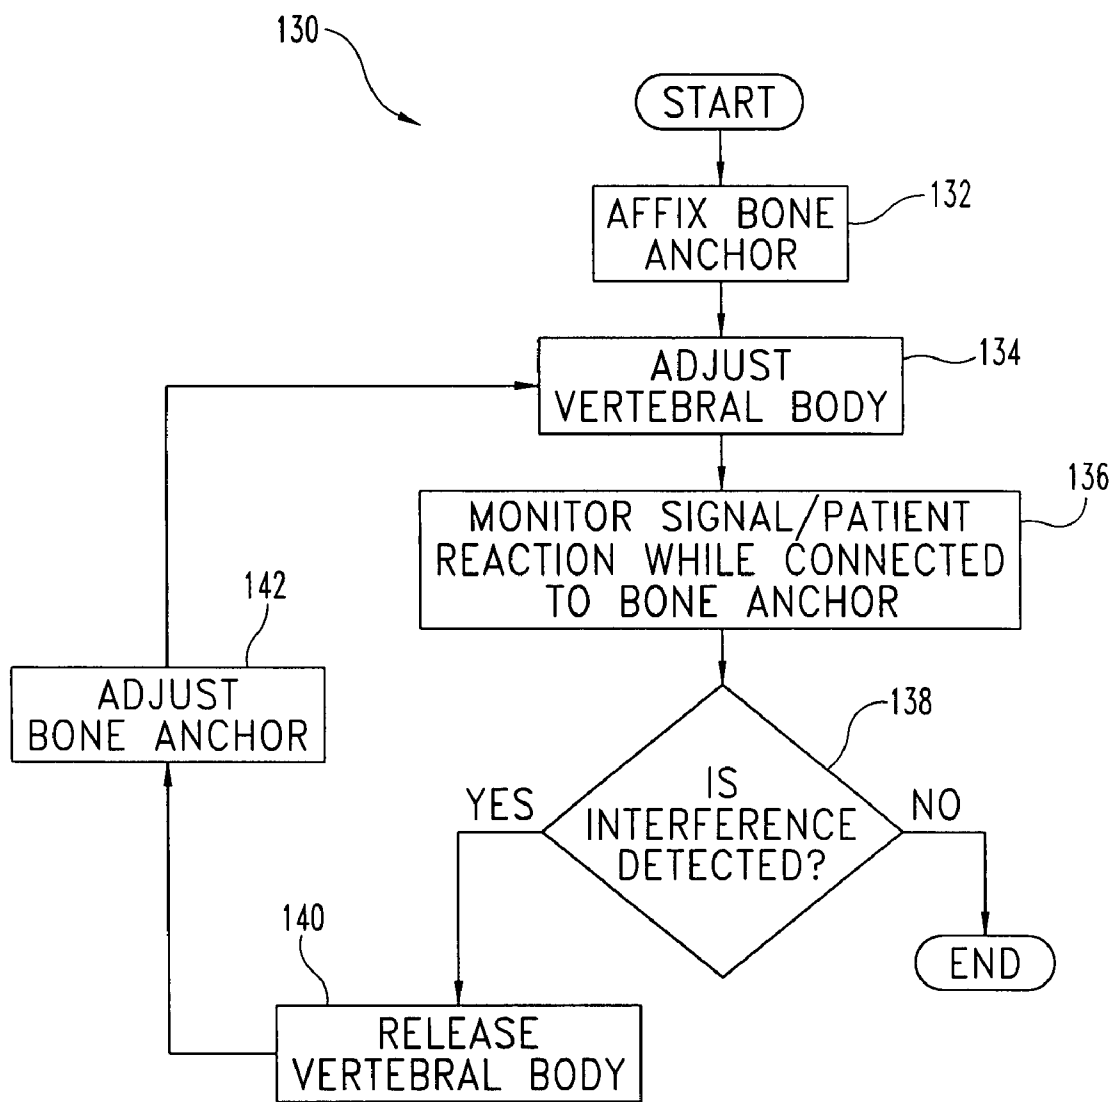 130
START
132
AFFIX BONE
ANCHOR
134
ADJUST
VERTEBRAL BODY
136
MONITOR SIGNAL/PATIENT
REACTION WHILE CONNECTED
TO BONE ANCHOR
142
ADJUST
BONE ANCHOR
138
IS
INTERFERENCE
DETECTED?
YES
NO
140
RELEASE
VERTEBRAL BODY
END